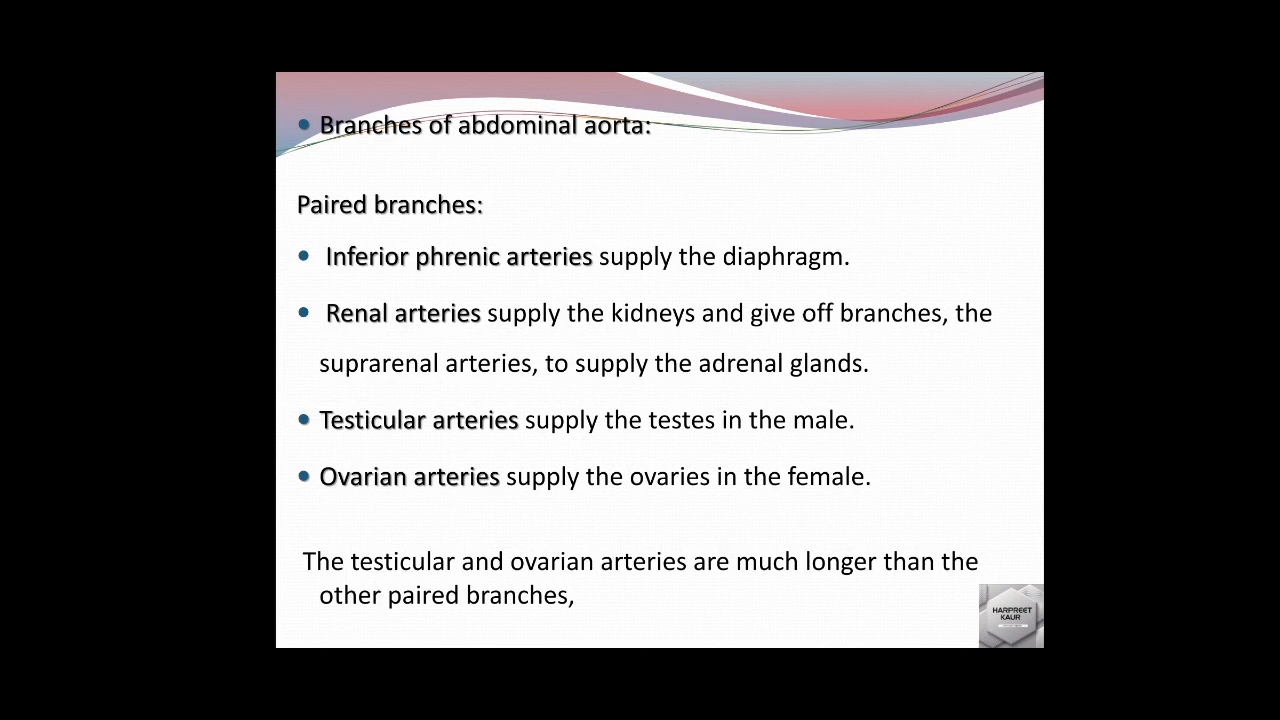 • Branches of abdominal aorta:
Paired branches:
• Inferior phrenic arteries supply the diaphragm.
• Renal arteries supply the kidneys and give off branches, the
suprarenal arteries, to supply the adrenal glands.
• Testicular arteries supply the testes in the male.
• Ovarian arteries supply the ovaries in the female.
The testicular and ovarian arteries are much longer than the
other paired branches,
HARPREET
KAUR